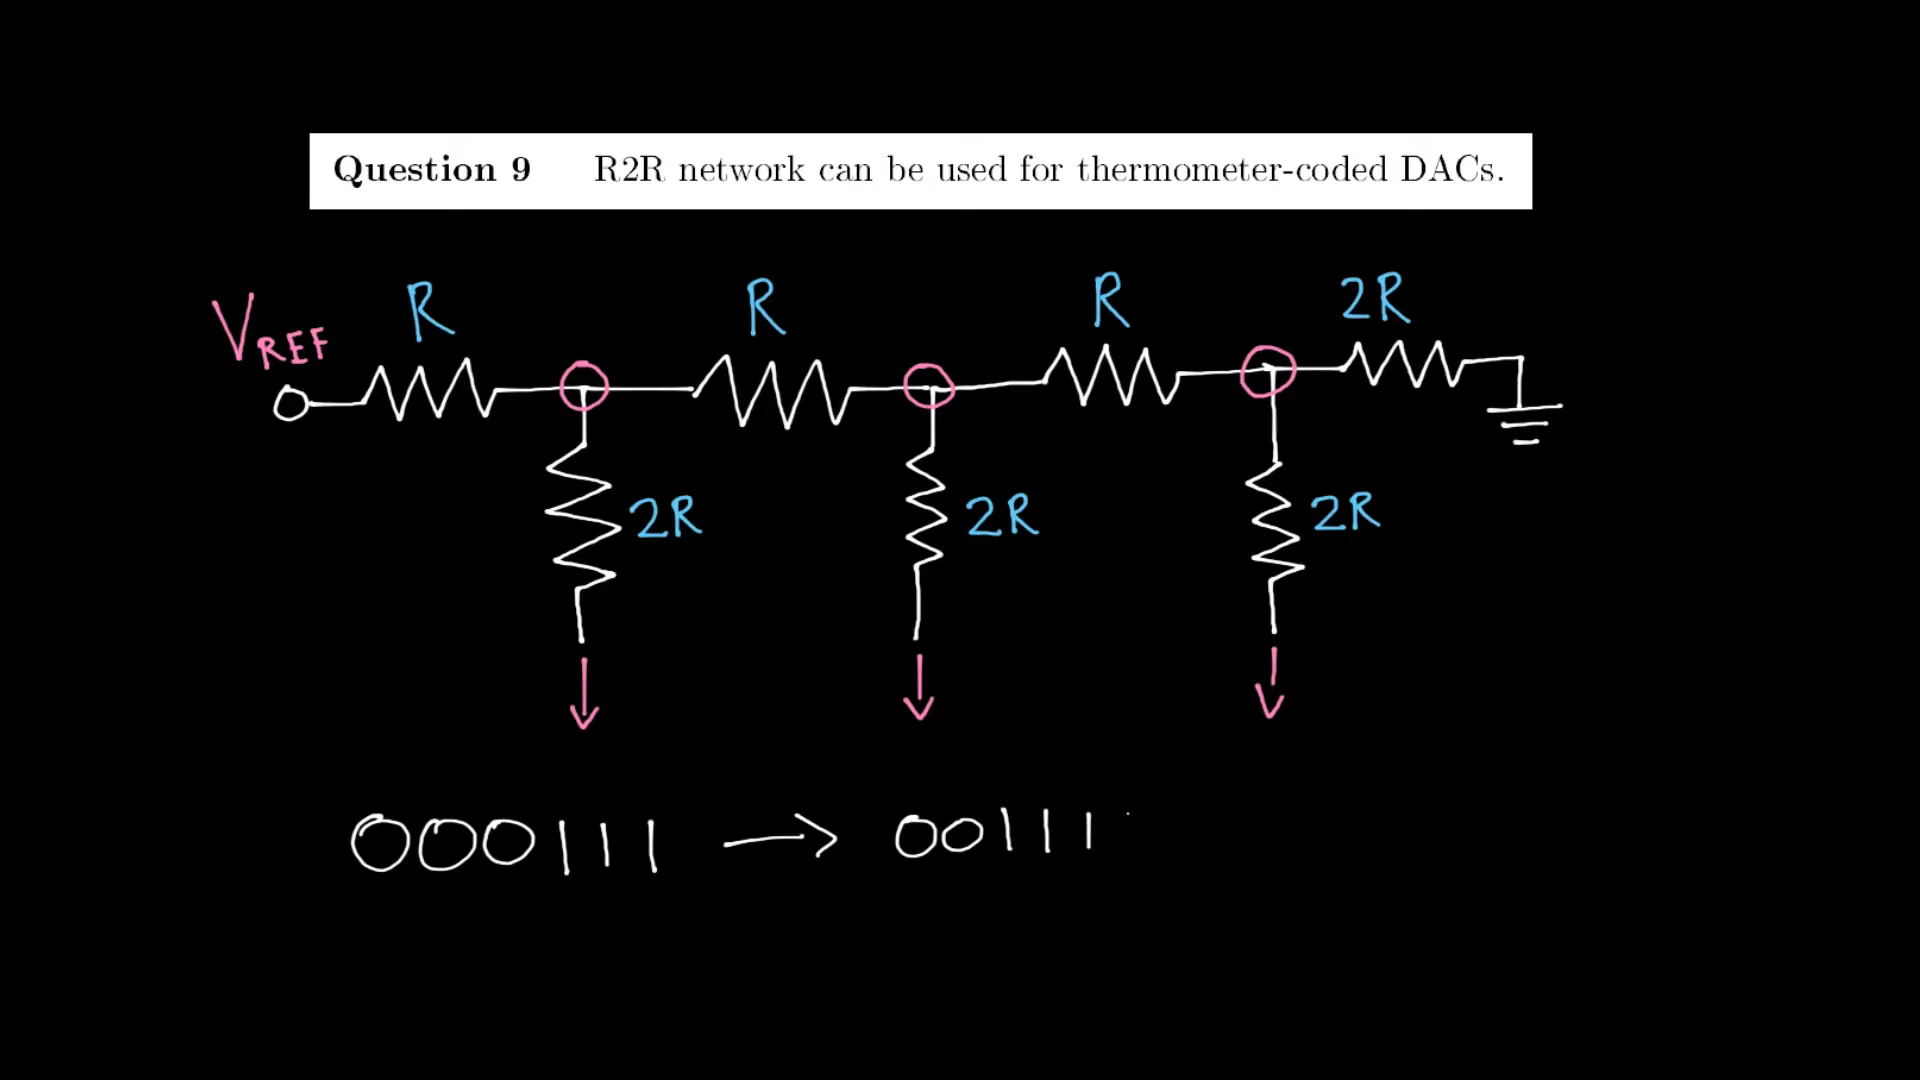 Question 9 R2R network can be used for thermometer-coded DACs.
VREF R R R 2R
2R 2R 2R
000111 → 00111